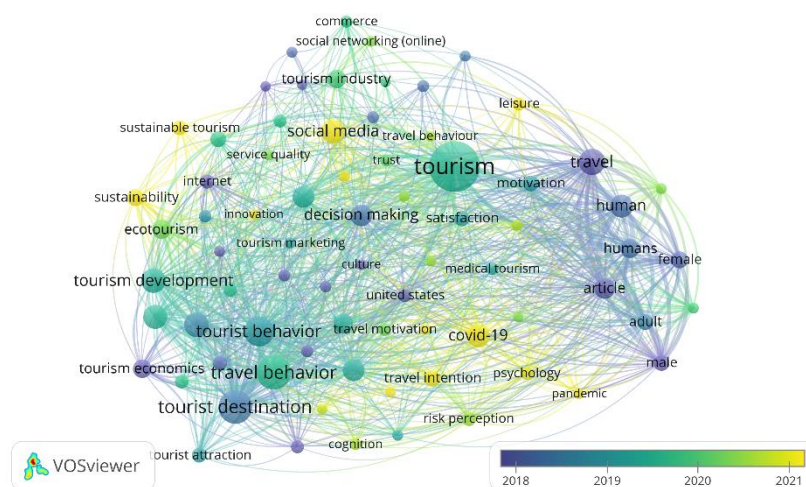 commerce
social networking (online)
tourism industry
leisure
sustainable tourism
social media
travel behaviour
service quality
trust
tourism
travel
internet
motivation
sustainability
innovation
decision making
satisfaction
human
ecotourism
tourism marketing
humans
female
culture
medical tourism
tourism development
united states
article
tourist behavior
travel motivation
covid-19
adult
tourism economics
travel behavior
travel intention
psychology
male
pandemic
tourist destination
risk perception
cognition
tourist attraction
VOSviewer
2018 2019 2020 2021